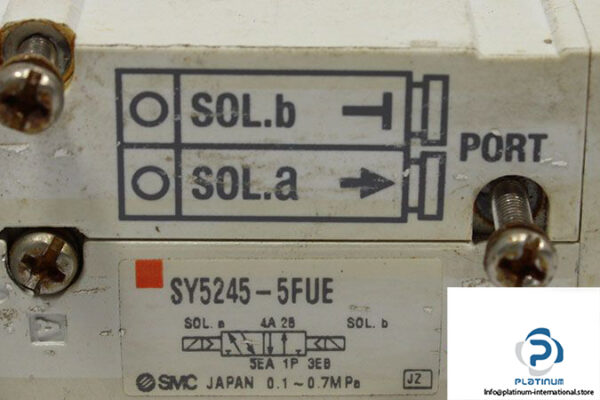 SOL.b
SOL.a
PORT
SY5245-5FUE
SOL. a 4A 2B SOL. b
5EA 1P 3EB
SMC JAPAN 0.1~0.7MPa
JZ
A
PLATINUM
Info@platinum-international.store